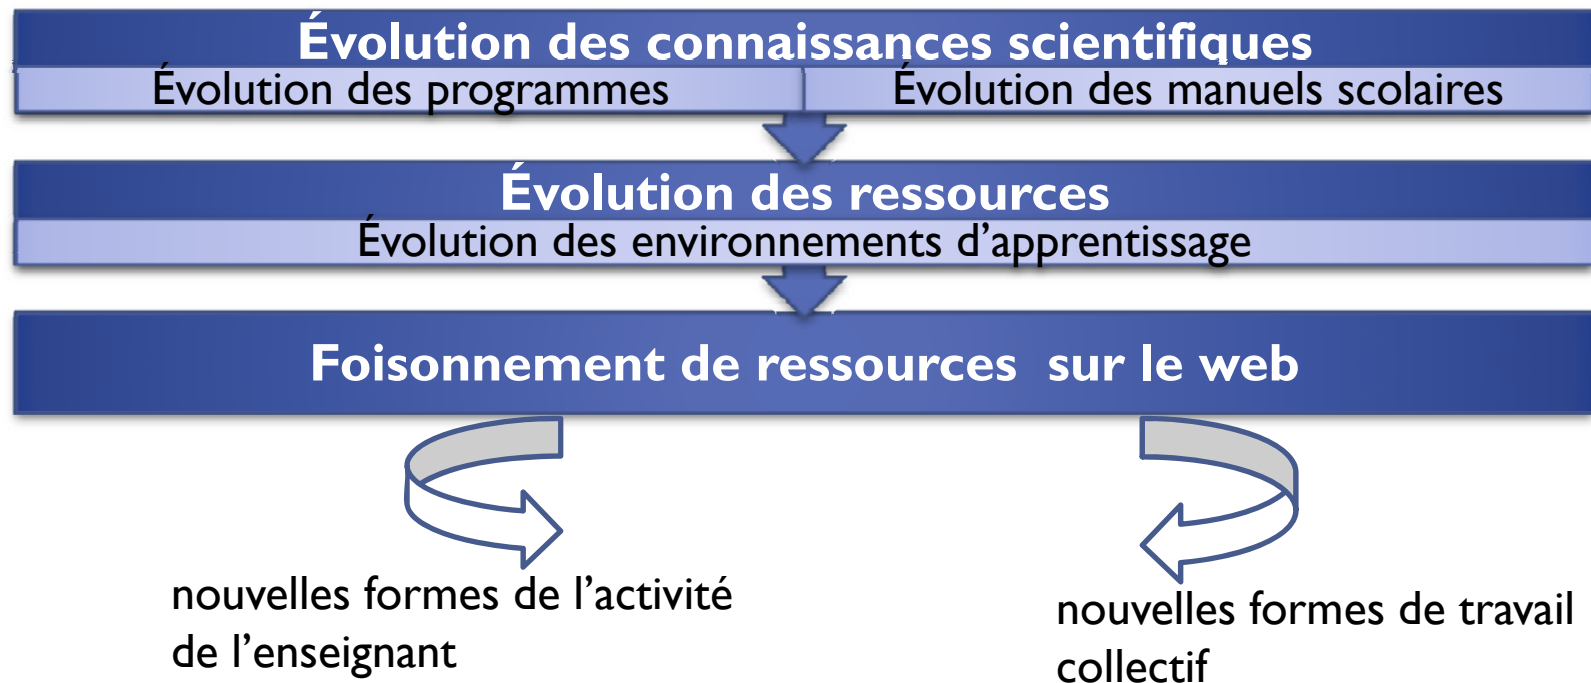 Évolution des connaissances scientifiques
Évolution des programmes
Évolution des manuels scolaires
Évolution des ressources
Évolution des environnements d’apprentissage
Foisonnement de ressources sur le web
nouvelles formes de l’activité
de l’enseignant
nouvelles formes de travail
collectif